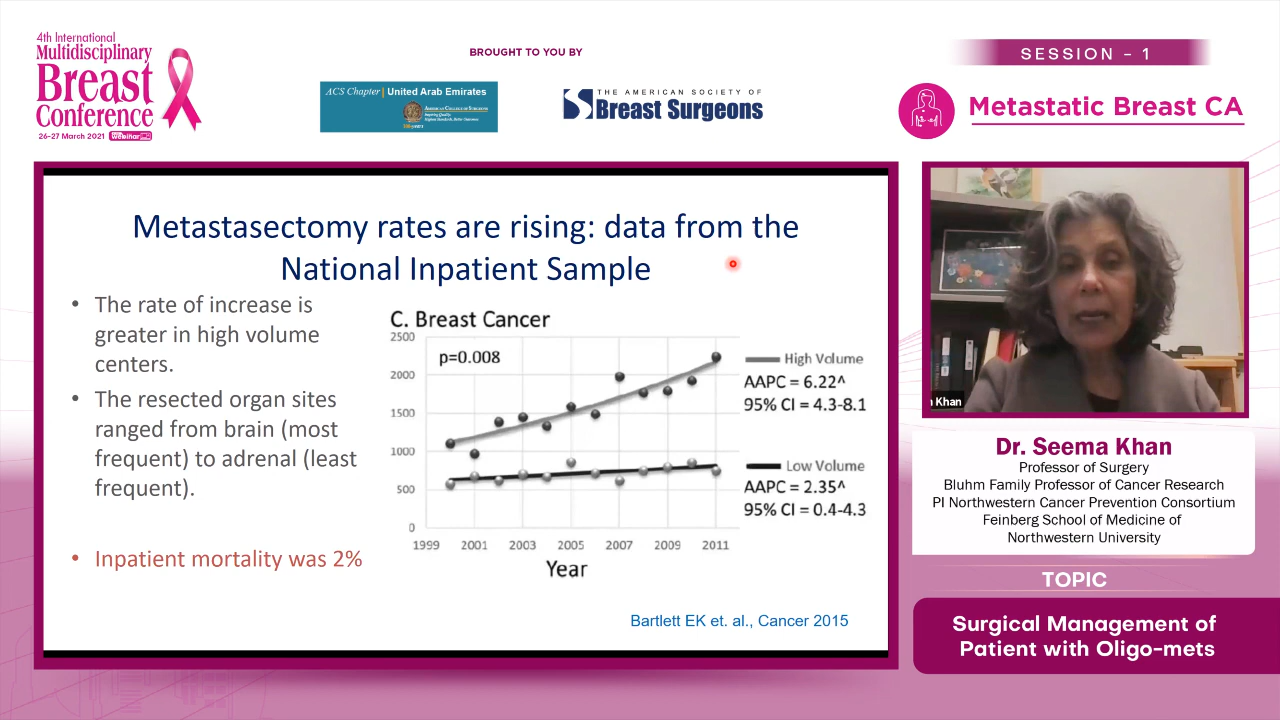 4th International
Multidisciplinary
Breast
Conference
26-27 March 2021 Webinar
BROUGHT TO YOU BY
ACS Chapter | United Arab Emirates
AMERICAN COLLEGE OF SURGEONS
Inspiring Quality:
Highest Standards, Better Outcomes
100+years
THE AMERICAN SOCIETY OF
Breast Surgeons
SESSION - 1
Metastatic Breast CA
Metastasectomy rates are rising: data from the
National Inpatient Sample
• The rate of increase is
greater in high volume
centers.
• The resected organ sites
ranged from brain (most
frequent) to adrenal (least
frequent).
• Inpatient mortality was 2%
C. Breast Cancer
2500
2000
1500
1000
500
0
p=0.008
1999 2001 2003 2005 2007 2009 2011
Year
High Volume
AAPC = 6.22^
95% CI = 4.3-8.1
Low Volume
AAPC = 2.35^
95% CI = 0.4-4.3
Bartlett EK et. al., Cancer 2015
Khan
Dr. Seema Khan
Professor of Surgery
Bluhm Family Professor of Cancer Research
PI Northwestern Cancer Prevention Consortium
Feinberg School of Medicine of
Northwestern University
TOPIC
Surgical Management of
Patient with Oligo-mets